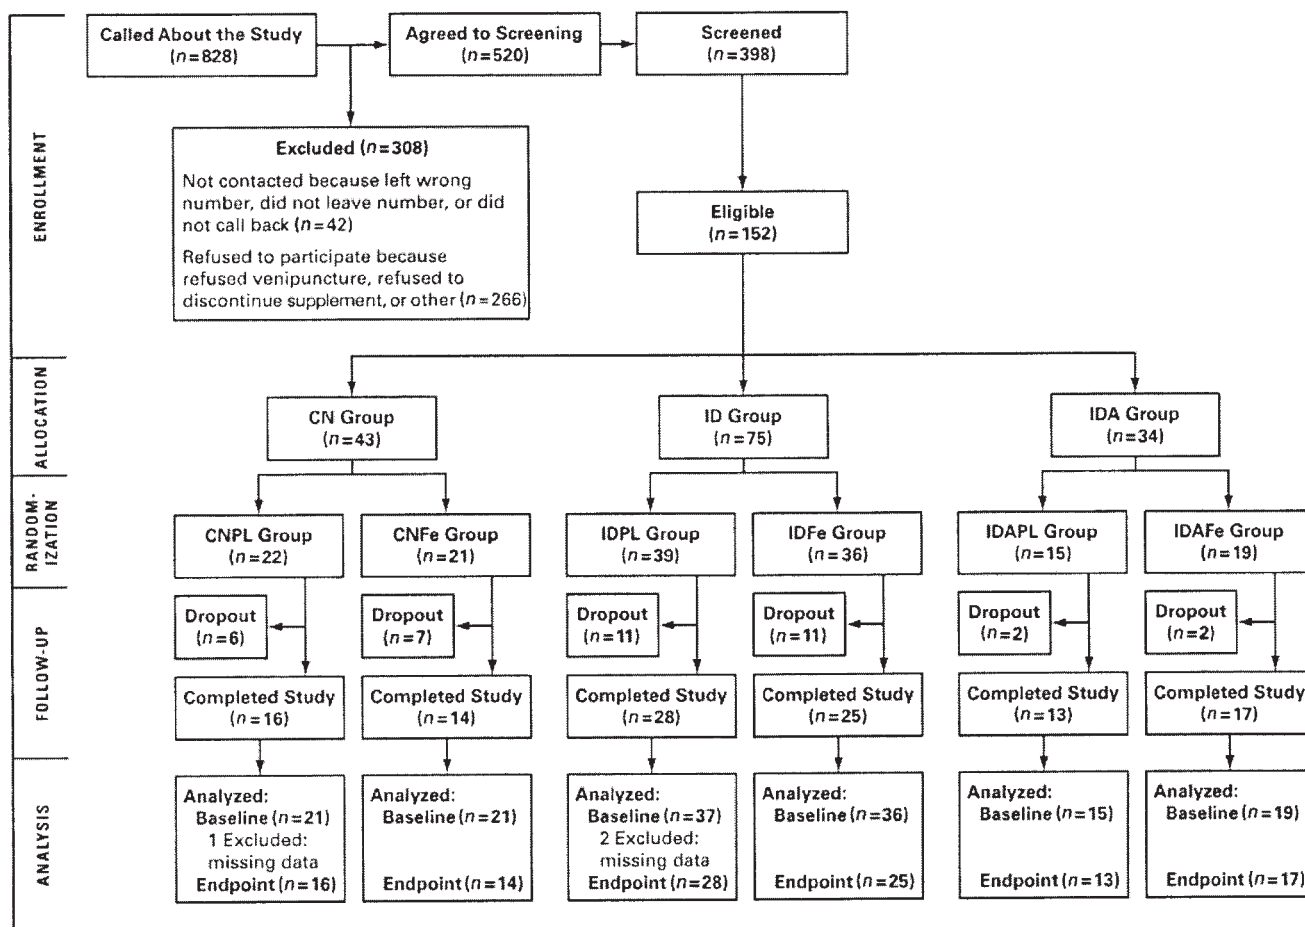 Called About the Study
(n=828)
Agreed to Screening
(n=520)
Screened
(n=398)
Excluded (n=308)
Not contacted because left wrong
number, did not leave number, or did
not call back (n=42)
Refused to participate because
refused venipuncture, refused to
discontinue supplement, or other (n=266)
Eligible
(n=152)
ENROLLMENT
CN Group
(n=43)
ID Group
(n=75)
IDA Group
(n=34)
ALLOCATION
CNPL Group
(n=22)
CNFe Group
(n=21)
IDPL Group
(n=39)
IDFe Group
(n=36)
IDAPL Group
(n=15)
IDAFe Group
(n=19)
RANDOM-
IZATION
Dropout
(n=6)
Dropout
(n=7)
Dropout
(n=11)
Dropout
(n=11)
Dropout
(n=2)
Dropout
(n=2)
Completed Study
(n=16)
Completed Study
(n=14)
Completed Study
(n=28)
Completed Study
(n=25)
Completed Study
(n=13)
Completed Study
(n=17)
FOLLOW-UP
Analyzed:
Baseline (n=21)
1 Excluded:
missing data
Endpoint (n=16)
Analyzed:
Baseline (n=21)
Endpoint (n=14)
Analyzed:
Baseline (n=37)
2 Excluded:
missing data
Endpoint (n=28)
Analyzed:
Baseline (n=36)
Endpoint (n=25)
Analyzed:
Baseline (n=15)
Endpoint (n=13)
Analyzed:
Baseline (n=19)
Endpoint (n=17)
ANALYSIS